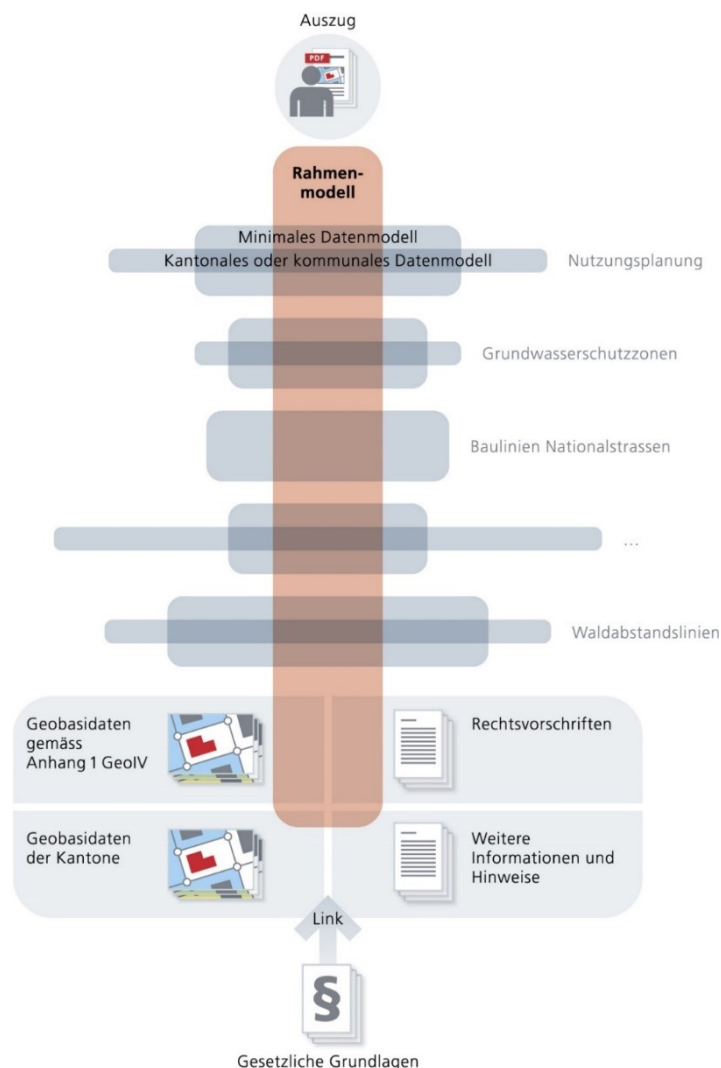 Auszug
PDF
Rahmen-
modell
Minimales Datenmodell
Kantonales oder kommunales Datenmodell
Nutzungsplanung
Grundwasserschutzzonen
Baulinien Nationalstrassen
...
Waldabstandslinien
Geobasidaten
gemäss
Anhang 1 GeoIV
Rechtsvorschriften
Geobasidaten
der Kantone
Weitere
Informationen und
Hinweise
Link
§
Gesetzliche Grundlagen